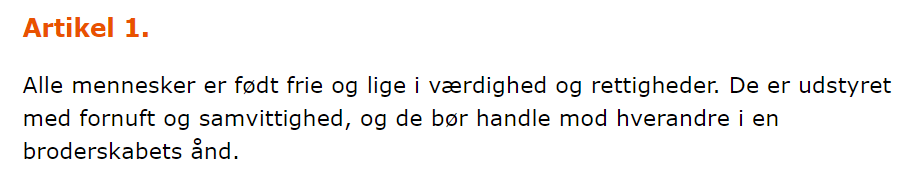 Artikel 1.
Alle mennesker er født frie og lige i værdighed og rettigheder. De er udstyret
med fornuft og samvittighed, og de bør handle mod hverandre i en
broderskabets ånd.